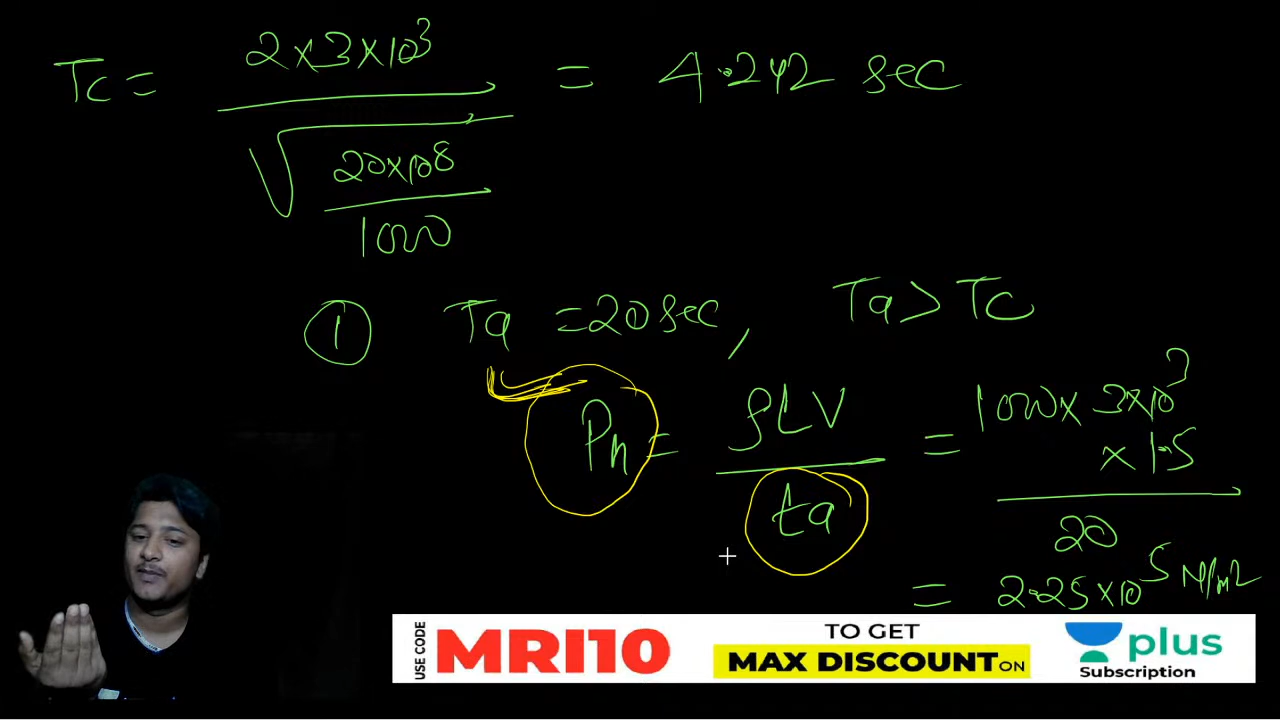 Tc = 2×3×10³ / √(20×10⁸ / 1000) = 4.242 sec
① Ta = 20 sec, Ta > Tc
Ph = ρLV / ta = 1000 × 3×10³ × 1.5 / 20
= 2.25×10⁵ N/m2
USE CODE
MRI10
TO GET
MAX DISCOUNT ON
plus
Subscription